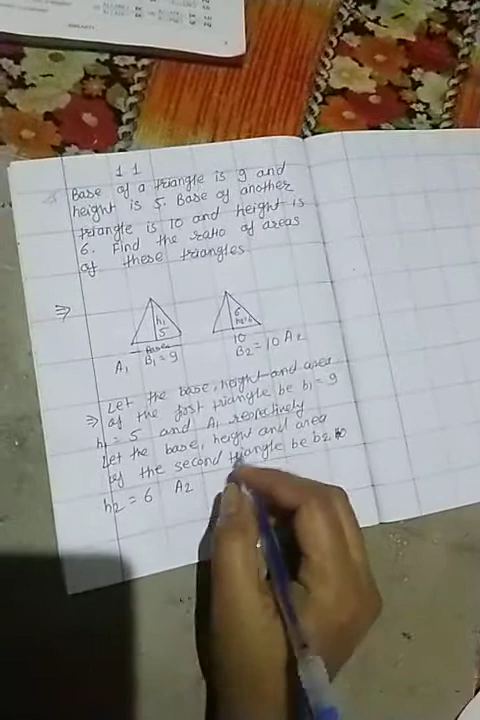 1 1
Base of a triangle is 9 and
height is 5. Base of another
triangle is 10 and height is
6. Find the ratio of areas
of these triangles.
⇒
h1
5
Base
A1 B1 = 9
6
h2=6
10
B2 = 10 A2
⇒ Let the base, height and area
of the first triangle be b1 = 9
h1 = 5 and A1 respectively
Let the base, height and area
of the second triangle be b2 10
h2 = 6 A2